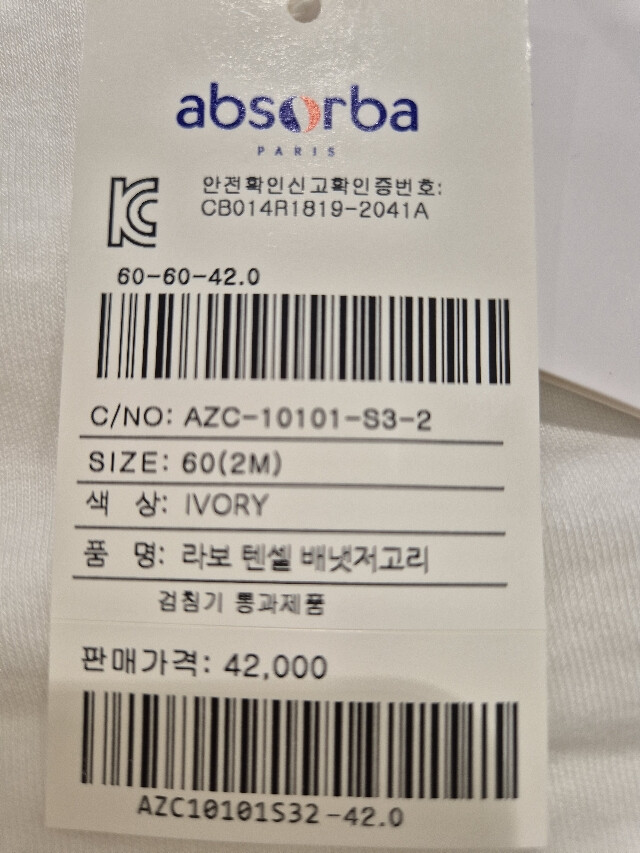 absorba
PARIS
안전확인신고확인증번호:
CB014R1819-2041A
60-60-42.0
C/NO: AZC-10101-S3-2
SIZE: 60(2M)
색 상: IVORY
품 명: 라보 텐셀 배냇저고리
검침기 통과제품
판매가격: 42,000
AZC10101S32-42.0